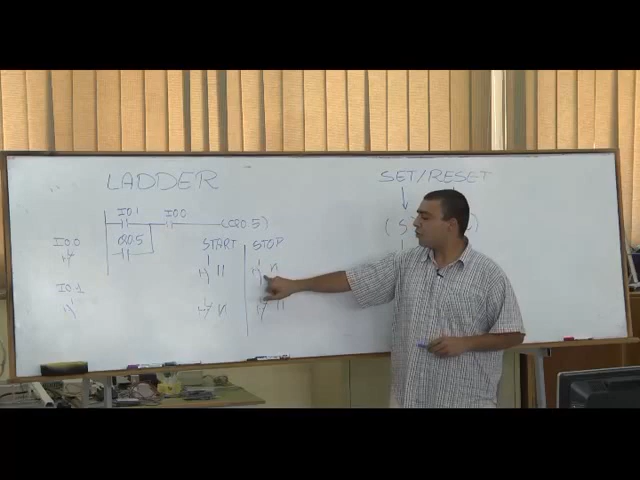 LADDER
SET/RESET
I0.1 I0.0
(Q0.5)
Q0.5
I0.0
START STOP
(S
I0.1